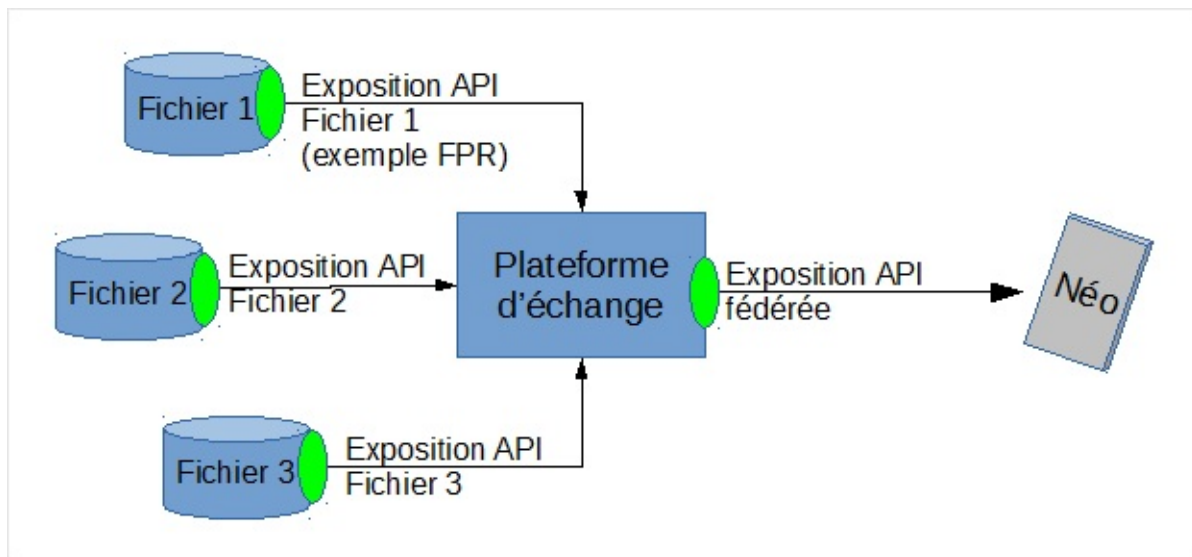 Fichier 1
Exposition API
Fichier 1
(exemple FPR)
Fichier 2
Exposition API
Fichier 2
Plateforme
d'échange
Exposition API
fédérée
Néo
Fichier 3
Exposition API
Fichier 3